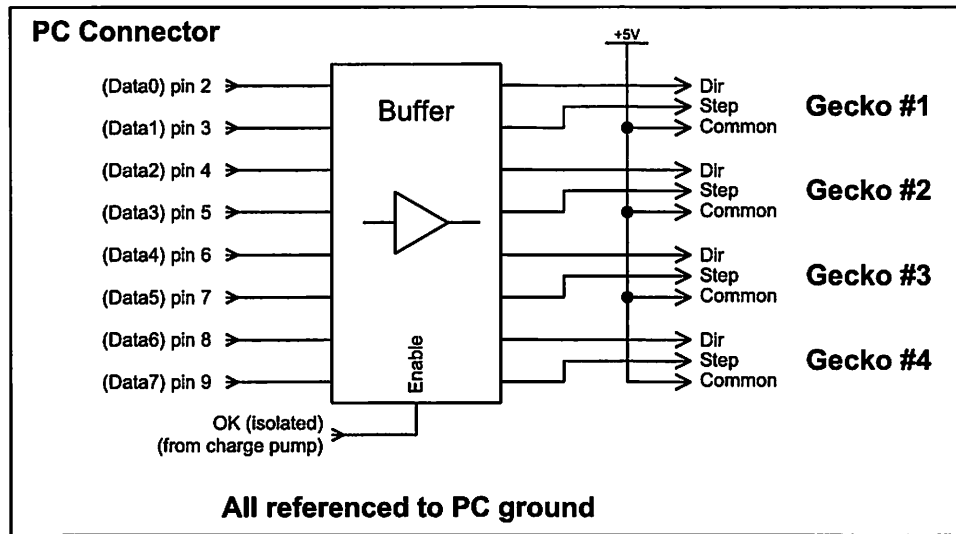 PC Connector
+5V
(Data0) pin 2
Dir
Buffer
Step
Gecko #1
(Data1) pin 3
Common
(Data2) pin 4
Dir
Step
Gecko #2
(Data3) pin 5
Common
(Data4) pin 6
Dir
Step
Gecko #3
(Data5) pin 7
Common
(Data6) pin 8
Dir
Enable
Step
Gecko #4
(Data7) pin 9
Common
OK (isolated)
(from charge pump)
All referenced to PC ground